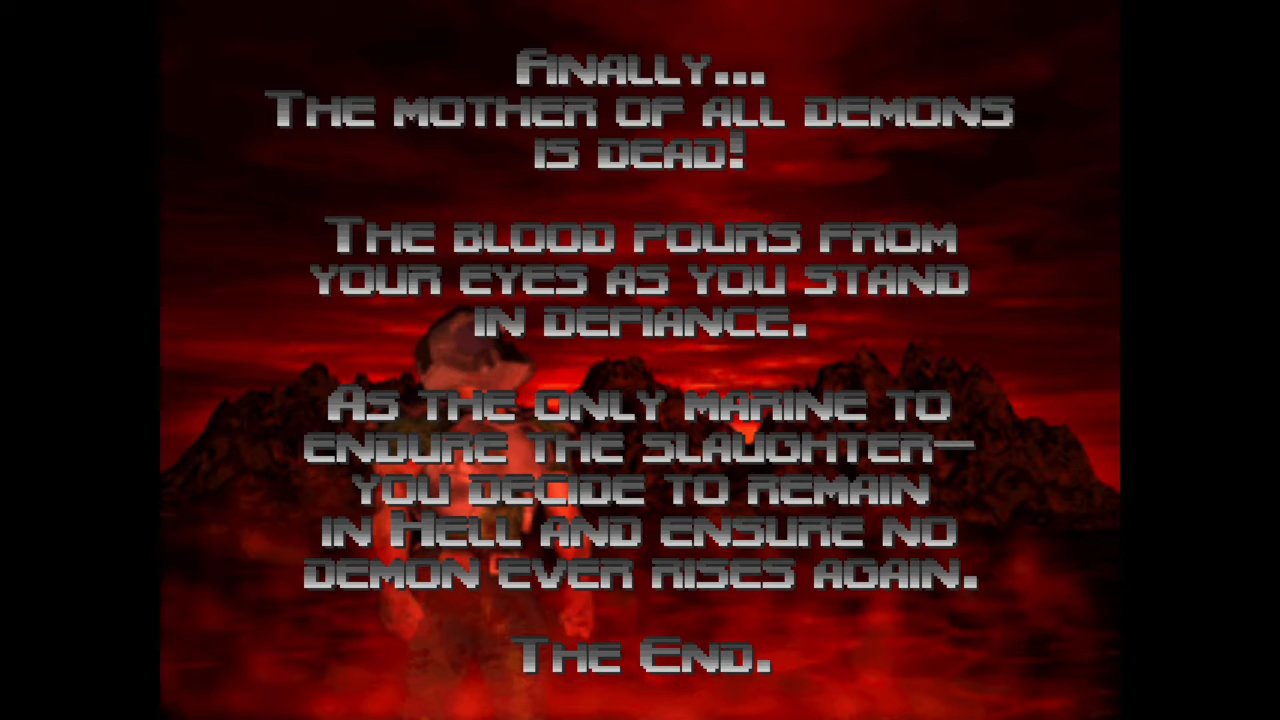 Finally...
The mother of all demons
is dead!
The blood pours from
your eyes as you stand
in defiance.
As the only marine to
endure the slaughter—
you decide to remain
in Hell and ensure no
demon ever rises again.
The End.